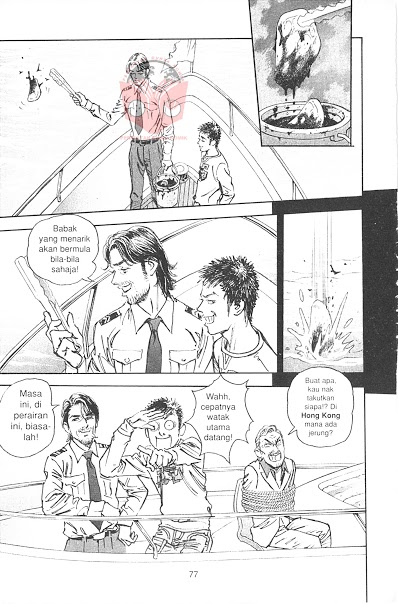 Babak
yang menarik
akan bermula
bila-bila
sahaja!
Masa
ini, di
perairan
ini, biasa-
lah!
Wahh,
cepatnya
watak
utama
datang!
Buat apa,
kau nak
takutkan
siapa!? Di
Hong Kong
mana ada
jerung?
77